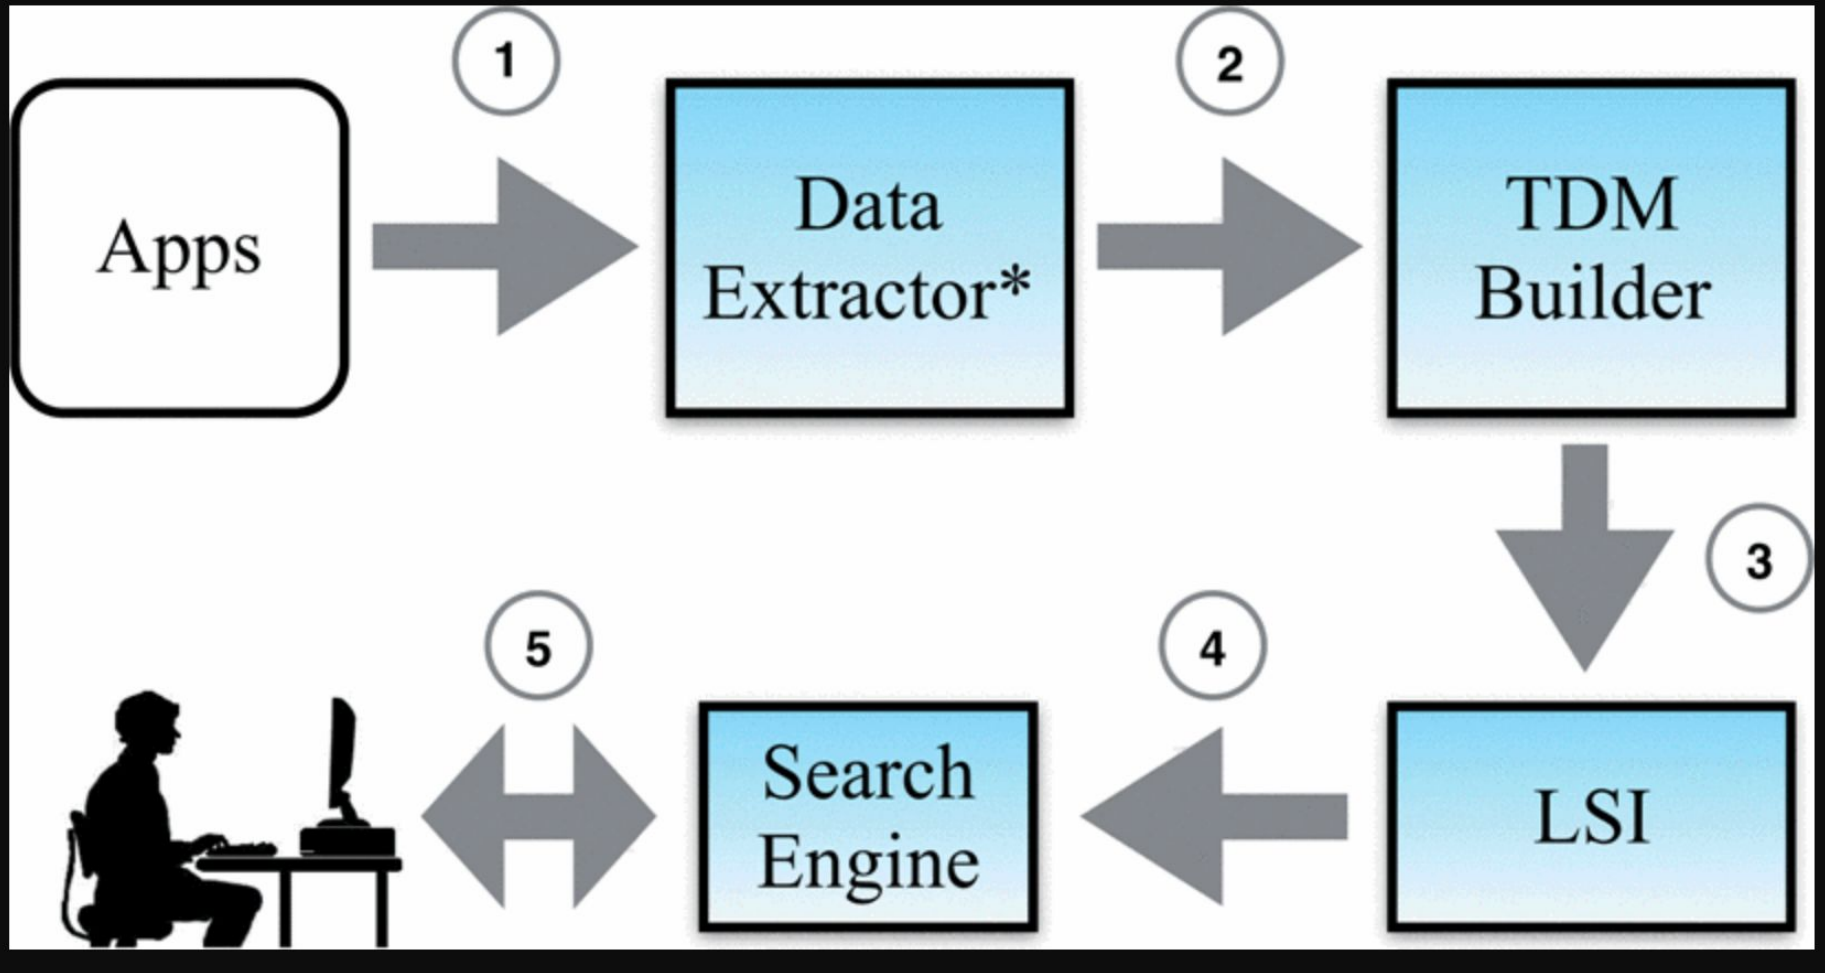 1
2
Apps
Data
Extractor*
TDM
Builder
3
5
4
Search
Engine
LSI